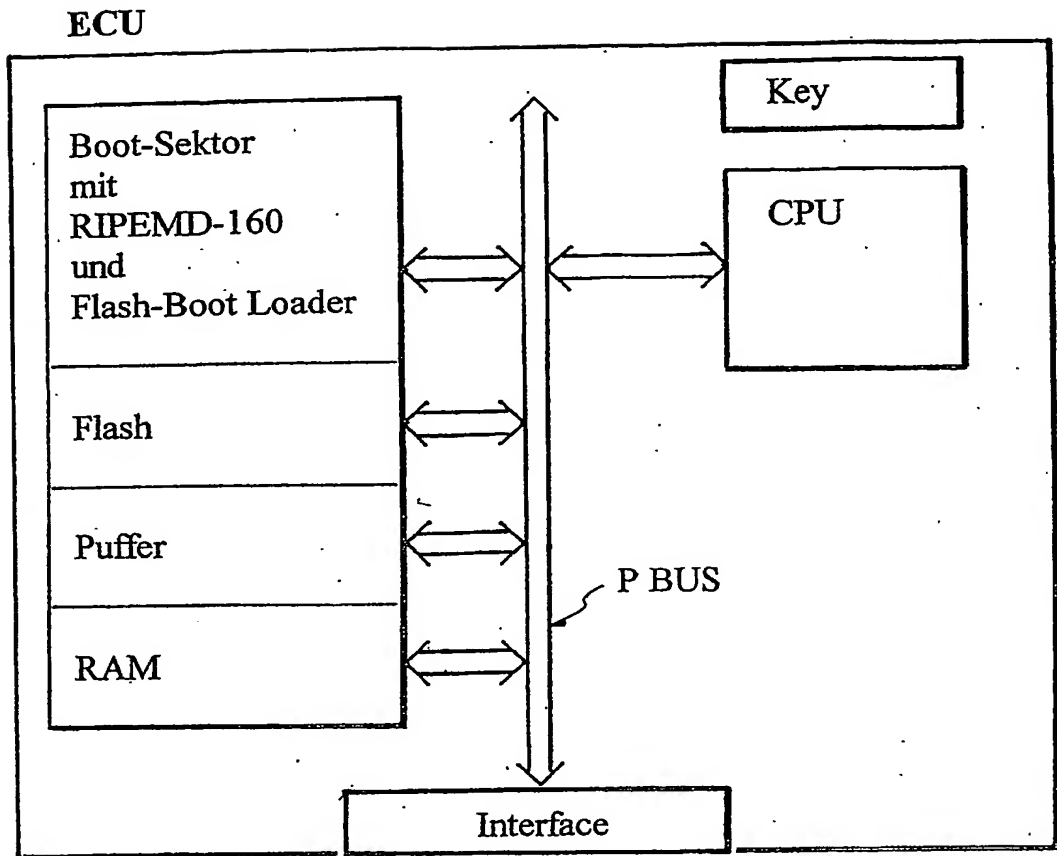 ECU
Boot-Sektor
mit
RIPEMD-160
und
Flash-Boot Loader
Flash
Puffer
RAM
Key
CPU
P BUS
Interface